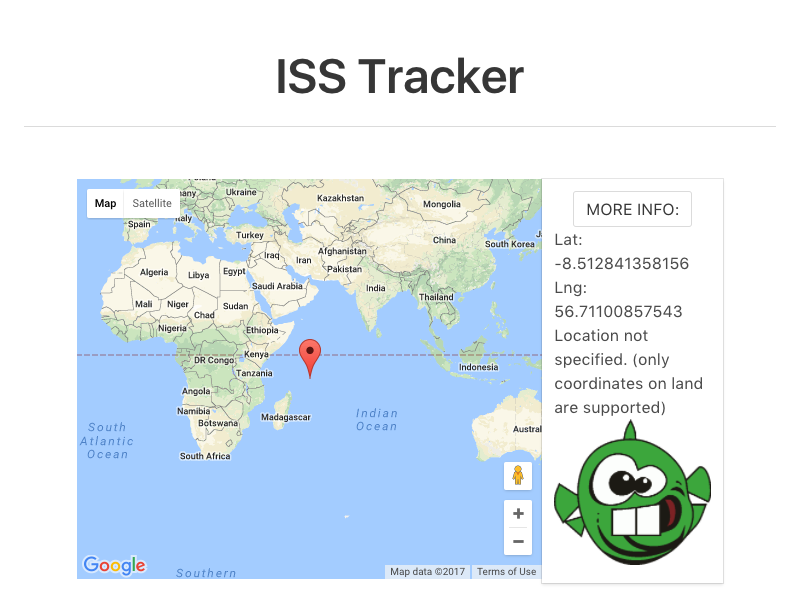 ISS Tracker
Map
Satellite
Ukraine
Kazakhstan
Mongolia
Italy
Spain
Turkey
China
South Korea
Afghanistan
Iraq
Iran
Pakistan
Algeria
Libya
Egypt
Saudi Arabia
India
Thailand
Mali
Niger
Chad
Sudan
Nigeria
Ethiopia
DR Congo
Kenya
Tanzania
Indonesia
Angola
Namibia
Botswana
Madagascar
South
Atlantic
Ocean
Indian
Ocean
Austral
South Africa
Southern
Google
Map data ©2017
Terms of Use
MORE INFO:
Lat:
-8.512841358156
Lng:
56.71100857543
Location not
specified. (only
coordinates on land
are supported)